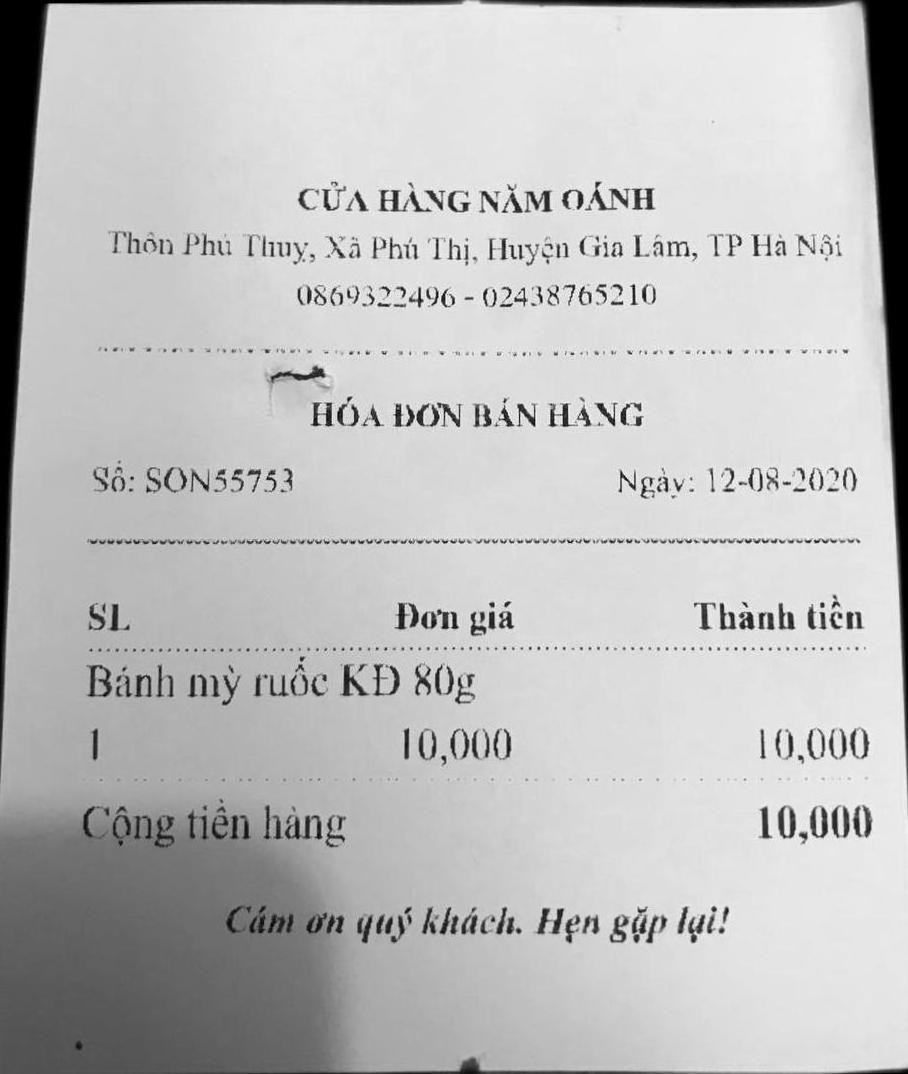 CỬA HÀNG NĂM OÁNH
Thôn Phú Thuỵ, Xã Phú Thị, Huyện Gia Lâm, TP Hà Nội
0869322496 - 02438765210
HÓA ĐƠN BÁN HÀNG
Số: SON55753 Ngày: 12-08-2020
SL Đơn giá Thành tiền
Bánh mỳ ruốc KĐ 80g
1 10,000 10,000
Cộng tiền hàng 10,000
Cám ơn quý khách. Hẹn gặp lại!